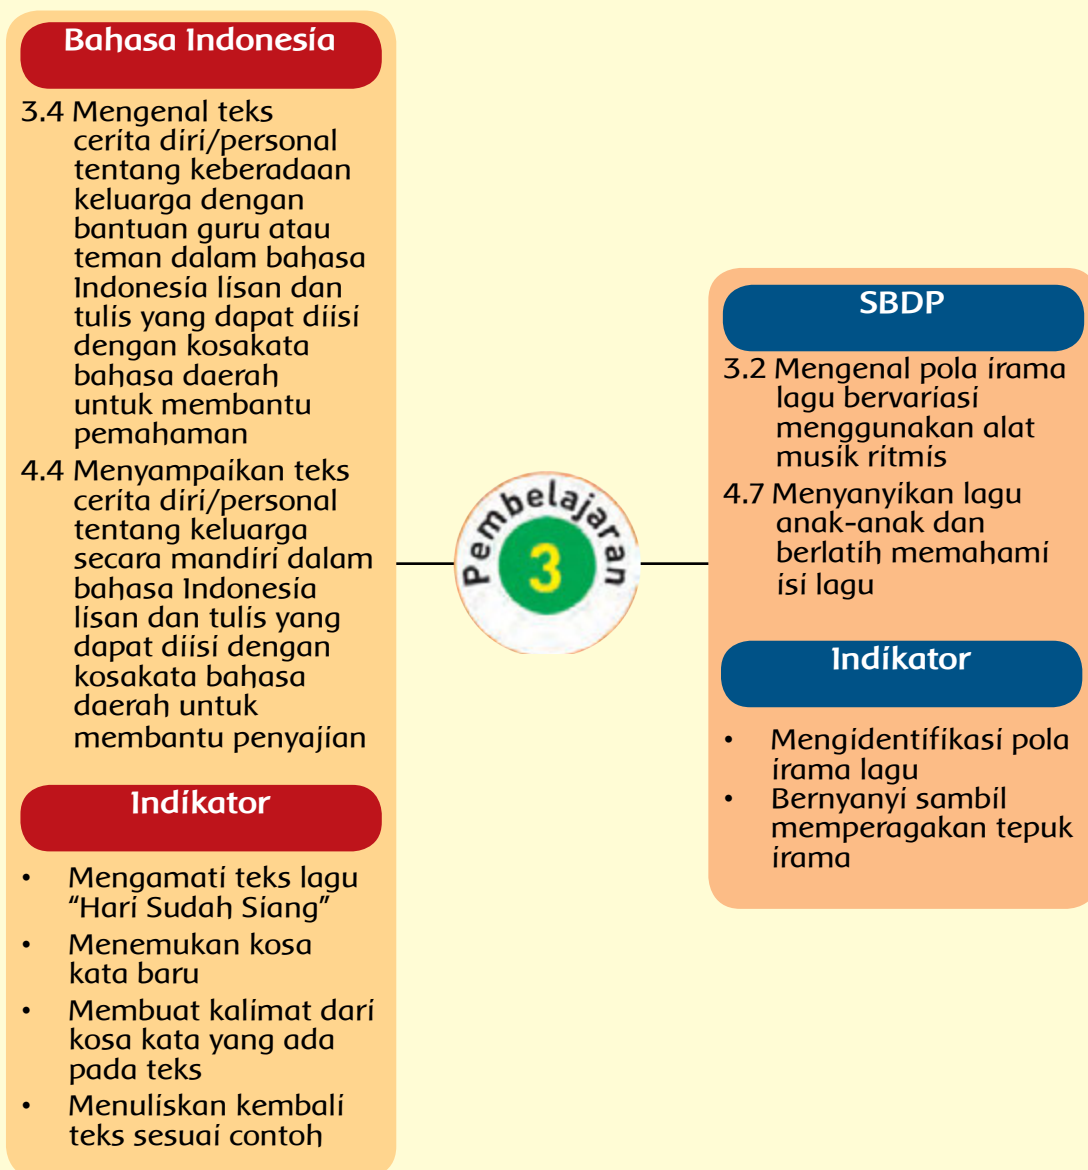 Bahasa Indonesia
3.4 Mengenal teks
cerita diri/personal
tentang keberadaan
keluarga dengan
bantuan guru atau
teman dalam bahasa
Indonesia lisan dan
tulis yang dapat diisi
dengan kosakata
bahasa daerah
untuk membantu
pemahaman
4.4 Menyampaikan teks
cerita diri/personal
tentang keluarga
secara mandiri dalam
bahasa Indonesia
lisan dan tulis yang
dapat diisi dengan
kosakata bahasa
daerah untuk
membantu penyajian
Indikator
• Mengamati teks lagu
“Hari Sudah Siang”
• Menemukan kosa
kata baru
• Membuat kalimat dari
kosa kata yang ada
pada teks
• Menuliskan kembali
teks sesuai contoh
Pembelajaran
3
SBDP
3.2 Mengenal pola irama
lagu bervariasi
menggunakan alat
musik ritmis
4.7 Menyanyikan lagu
anak-anak dan
berlatih memahami
isi lagu
Indikator
• Mengidentifikasi pola
irama lagu
• Bernyanyi sambil
memperagakan tepuk
irama